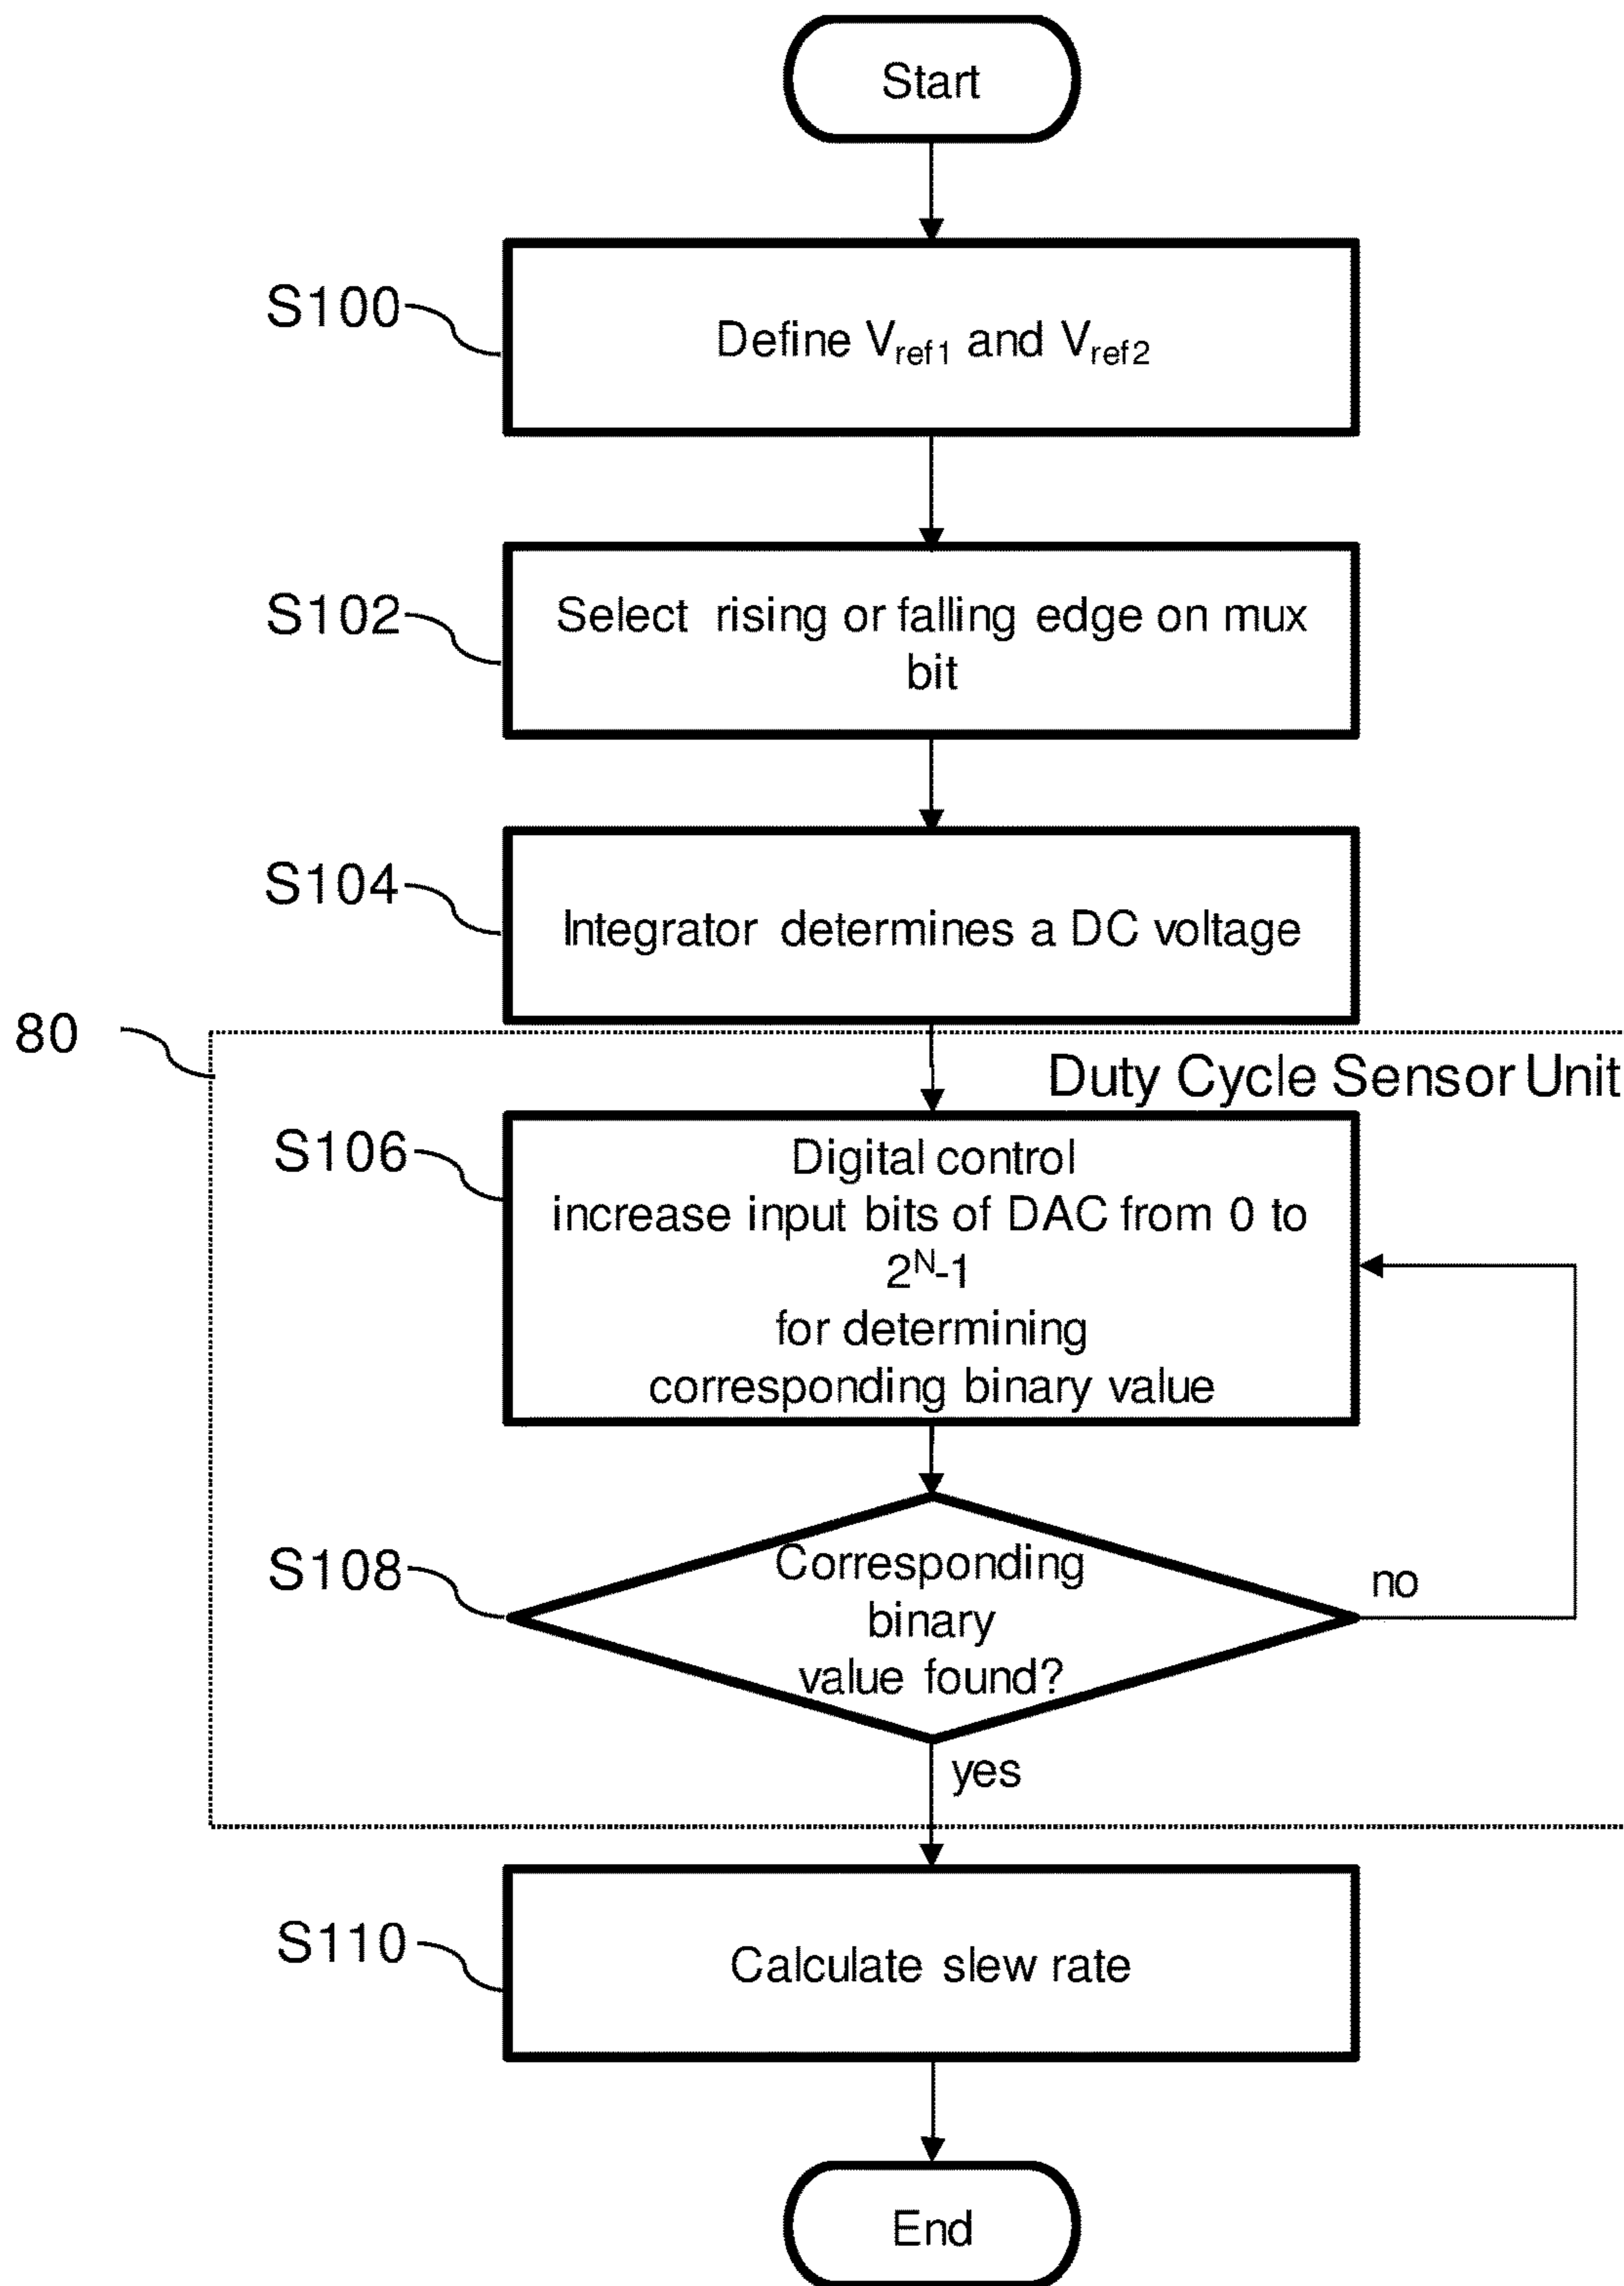 Start
S100
Define Vref1 and Vref2
S102
Select rising or falling edge on mux
bit
S104
Integrator determines a DC voltage
80
Duty Cycle Sensor Unit
S106
Digital control
increase input bits of DAC from 0 to
2^N-1
for determining
corresponding binary value
S108
Corresponding
binary
value found?
no
yes
S110
Calculate slew rate
End